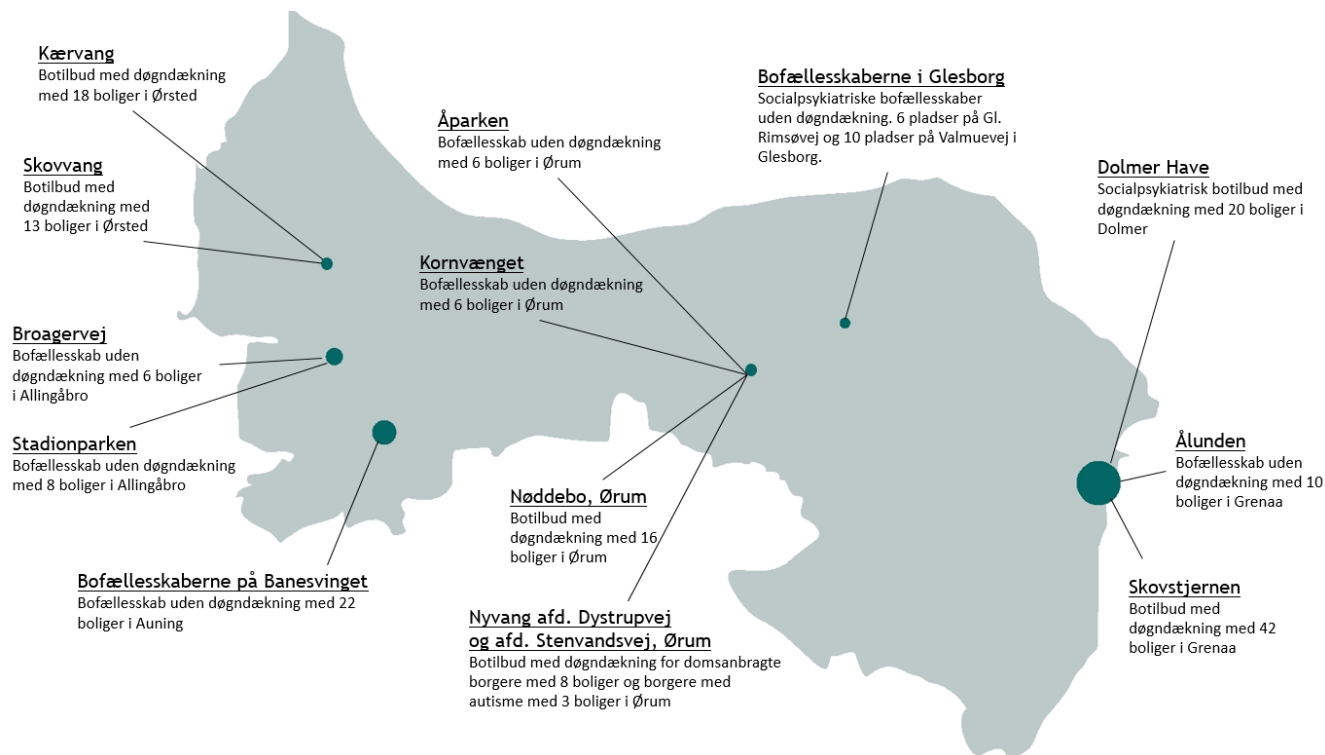 Kærvang
Botilbud med døgndækning
med 18 boliger i Ørsted
Skovvang
Botilbud med
døgndækning med
13 boliger i Ørsted
Broagervej
Bofællesskab uden
døgndækning med 6 boliger
i Allingåbro
Stadionparken
Bofællesskab uden døgndækning
med 8 boliger i Allingåbro
Bofællesskaberne på Banesvinget
Bofællesskab uden døgndækning med 22
boliger i Auning
Åparken
Bofællesskab uden døgndækning
med 6 boliger i Ørum
Kornvænget
Bofællesskab uden døgndækning
med 6 boliger i Ørum
Nøddebo, Ørum
Botilbud med
døgndækning med 16
boliger i Ørum
Nyvang afd. Dystrupvej
og afd. Stenvandsvej, Ørum
Botilbud med døgndækning for domsanbragte
borgere med 8 boliger og borgere med
autisme med 3 boliger i Ørum
Bofællesskaberne i Glesborg
Socialpsykiatriske bofællesskaber
uden døgndækning. 6 pladser på Gl.
Rimsøvej og 10 pladser på Valmuevej i
Glesborg.
Dolmer Have
Socialpsykiatrisk botilbud med
døgndækning med 20 boliger i
Dolmer
Ålunden
Bofællesskab uden
døgndækning med 10
boliger i Grenaa
Skovstjernen
Botilbud med
døgndækning med 42
boliger i Grenaa